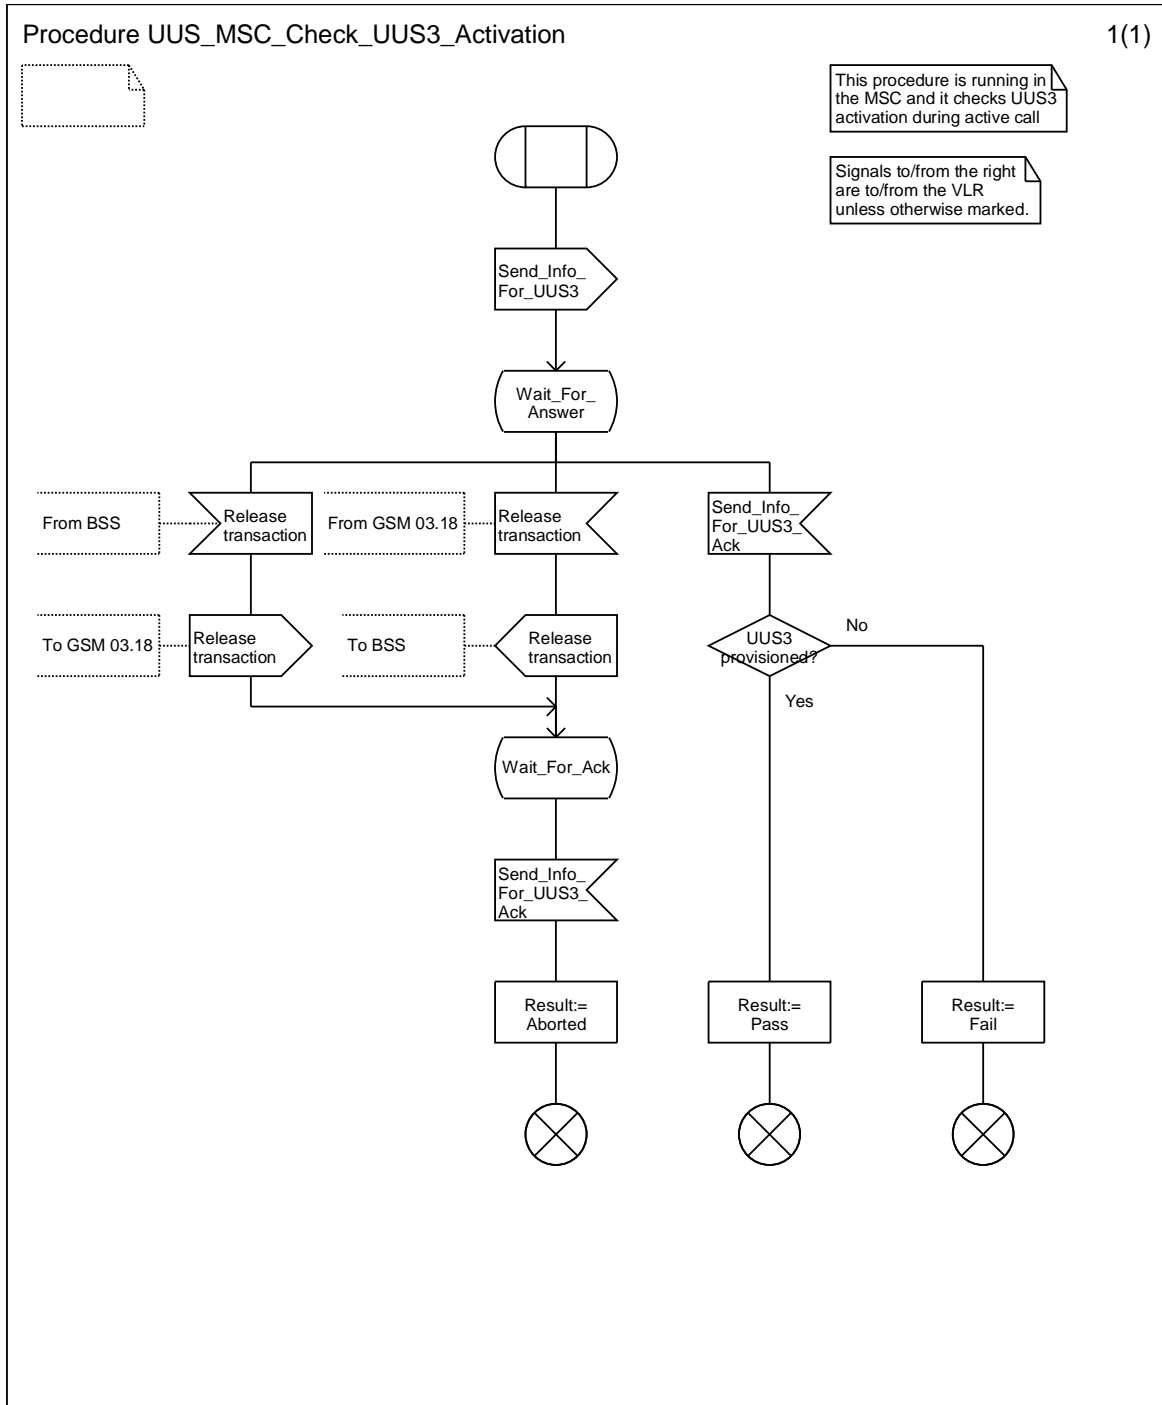 Procedure UUS_MSC_Check_UUS3_Activation
1(1)
This procedure is running in
the MSC and it checks UUS3
activation during active call
Signals to/from the right
are to/from the VLR
unless otherwise marked.
Send_Info_
For_UUS3
Wait_For_
Answer
From BSS
Release
transaction
From GSM 03.18
Release
transaction
Send_Info_
For_UUS3_
Ack
To GSM 03.18
Release
transaction
To BSS
Release
transaction
UUS3
provisioned?
No
Yes
Wait_For_Ack
Send_Info_
For_UUS3_
Ack
Result:=
Aborted
Result:=
Pass
Result:=
Fail